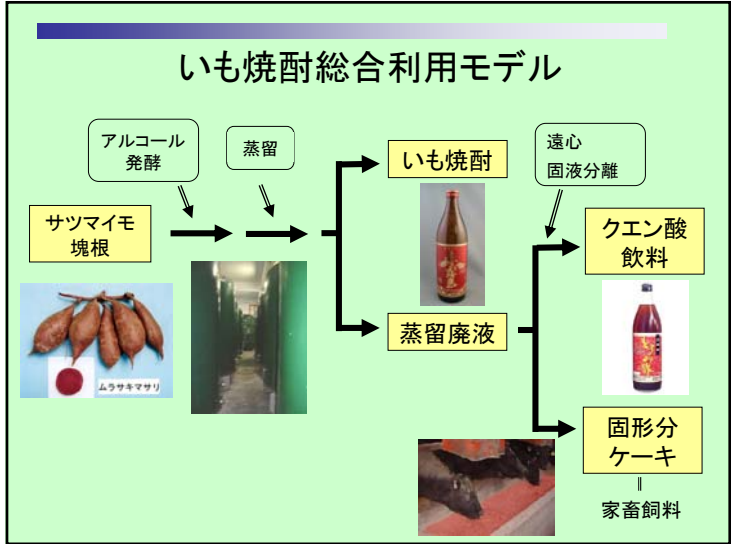 いも焼酎総合利用モデル
アルコール
発酵
蒸留
サツマイモ
塊根
ムラサキマサリ
いも焼酎
蒸留廃液
遠心
固液分離
クエン酸
飲料
固形分
ケーキ
家畜飼料